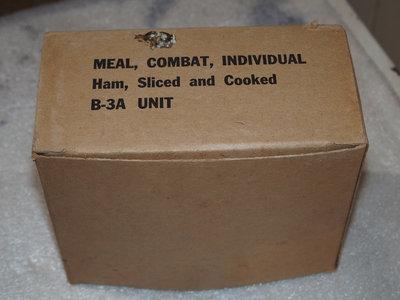 MEAL, COMBAT, INDIVIDUAL
Ham, Sliced and Cooked
B-3A UNIT